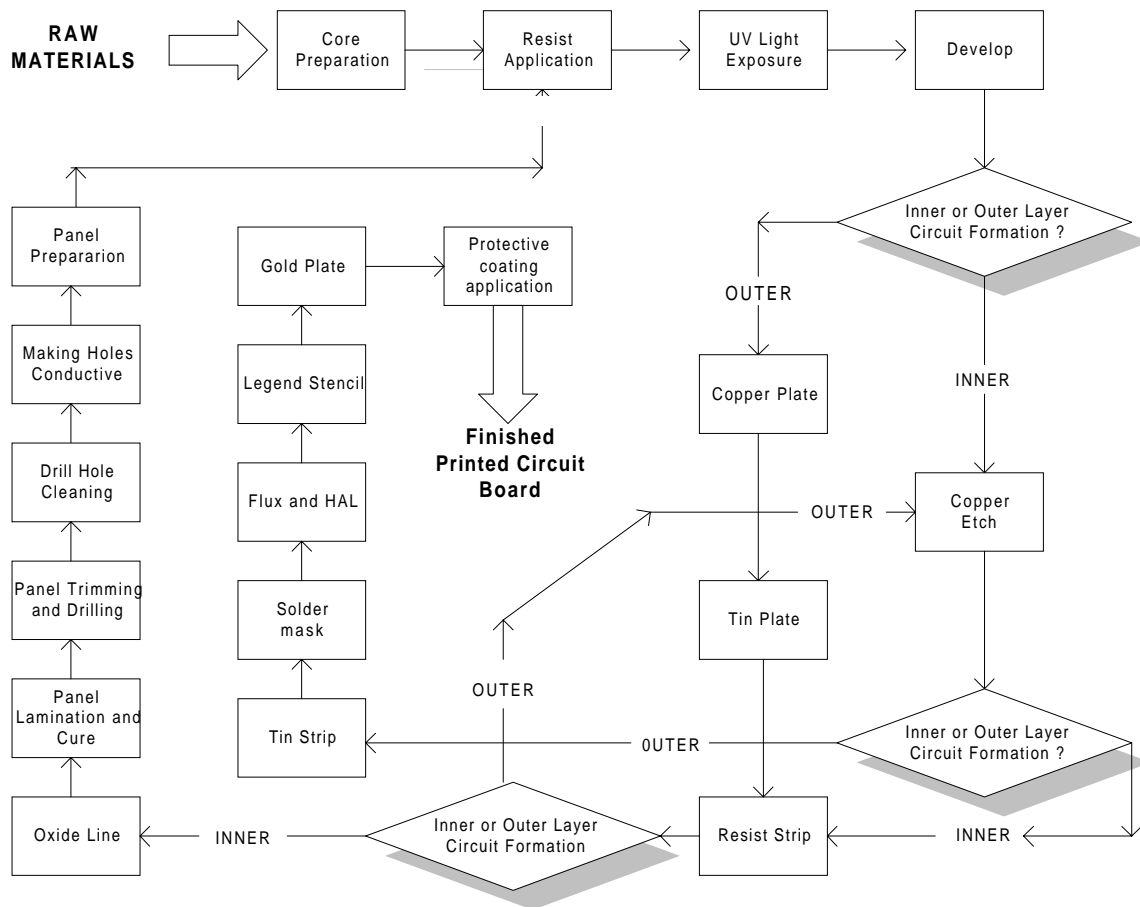 RAW
MATERIALS
Core
Preparation
Resist
Application
UV Light
Exposure
Develop
Inner or Outer Layer
Circuit Formation ?
Panel
Prepararion
Gold Plate
Protective
coating
application
OUTER
Making Holes
Conductive
Legend Stencil
Copper Plate
INNER
Finished
Printed Circuit
Board
Drill Hole
Cleaning
Flux and HAL
OUTER
Copper
Etch
Panel Trimming
and Drilling
Solder
mask
Tin Plate
OUTER
Panel
Lamination and
Cure
Tin Strip
0UTER
Inner or Outer Layer
Circuit Formation ?
Oxide Line
INNER
Inner or Outer Layer
Circuit Formation
Resist Strip
INNER